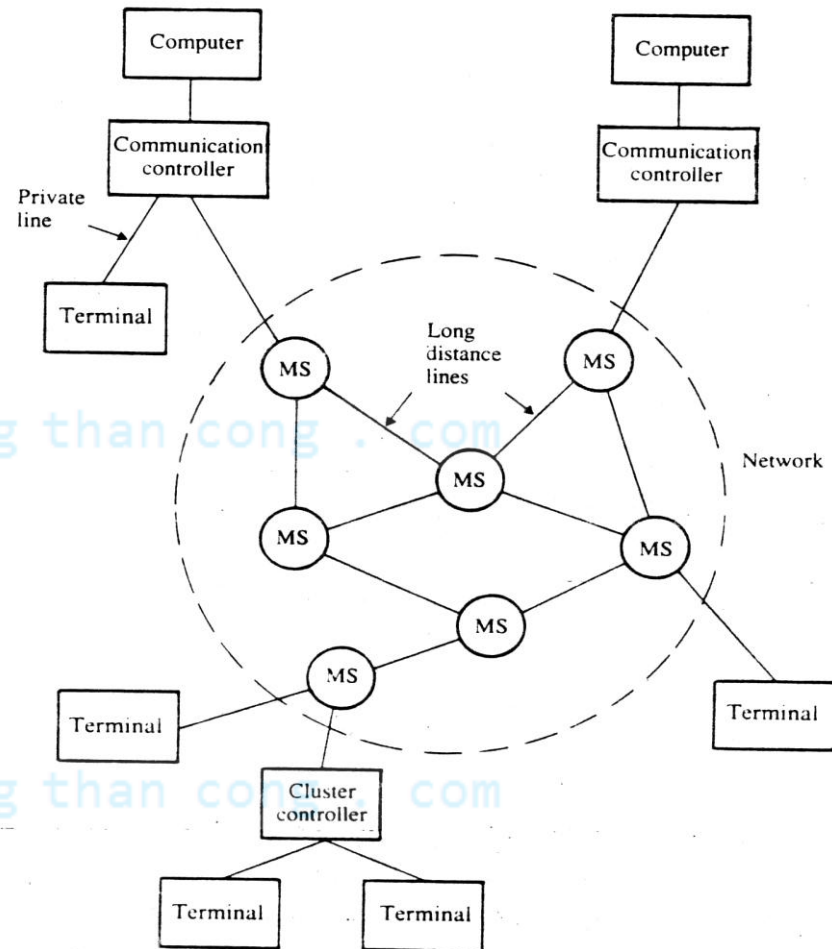 Computer
Computer
Communication
controller
Communication
controller
Private
line
Terminal
Long
distance
lines
MS
MS
g than cong . com
MS
Network
MS
MS
MS
MS
Terminal
Terminal
g than cong . com
Cluster
controller
Terminal
Terminal